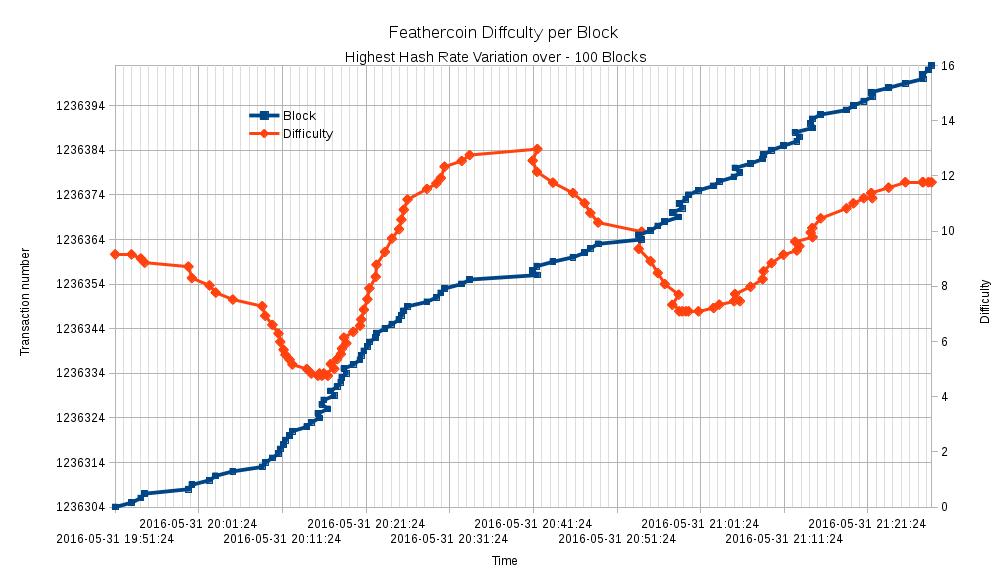 Feathercoin Diffculty per Block
Highest Hash Rate Variation over - 100 Blocks
Block
Difficulty
1236394
1236384
1236374
1236364
1236354
1236344
1236334
1236324
1236314
1236304
16
14
12
10
8
6
4
2
0
Transaction number
Difficulty
2016-05-31 20:01:24 2016-05-31 20:21:24 2016-05-31 20:41:24 2016-05-31 21:01:24 2016-05-31 21:21:24
2016-05-31 19:51:24 2016-05-31 20:11:24 2016-05-31 20:31:24 2016-05-31 20:51:24 2016-05-31 21:11:24
Time